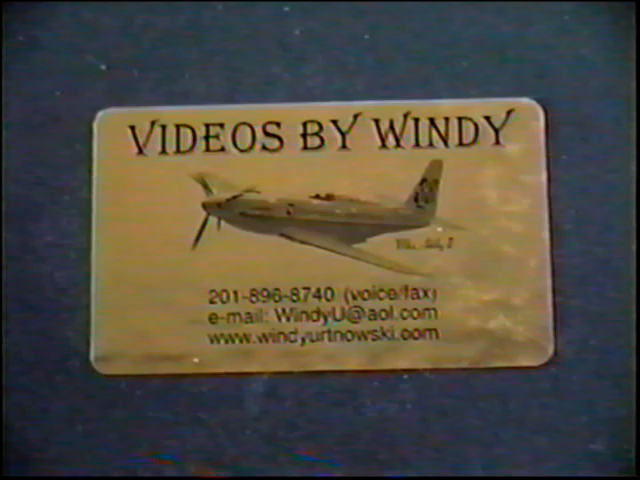 VIDEOS BY WINDY
201-896-8740 (voice/fax)
e-mail: WindyU@aol.com
www.windyurtnowski.com